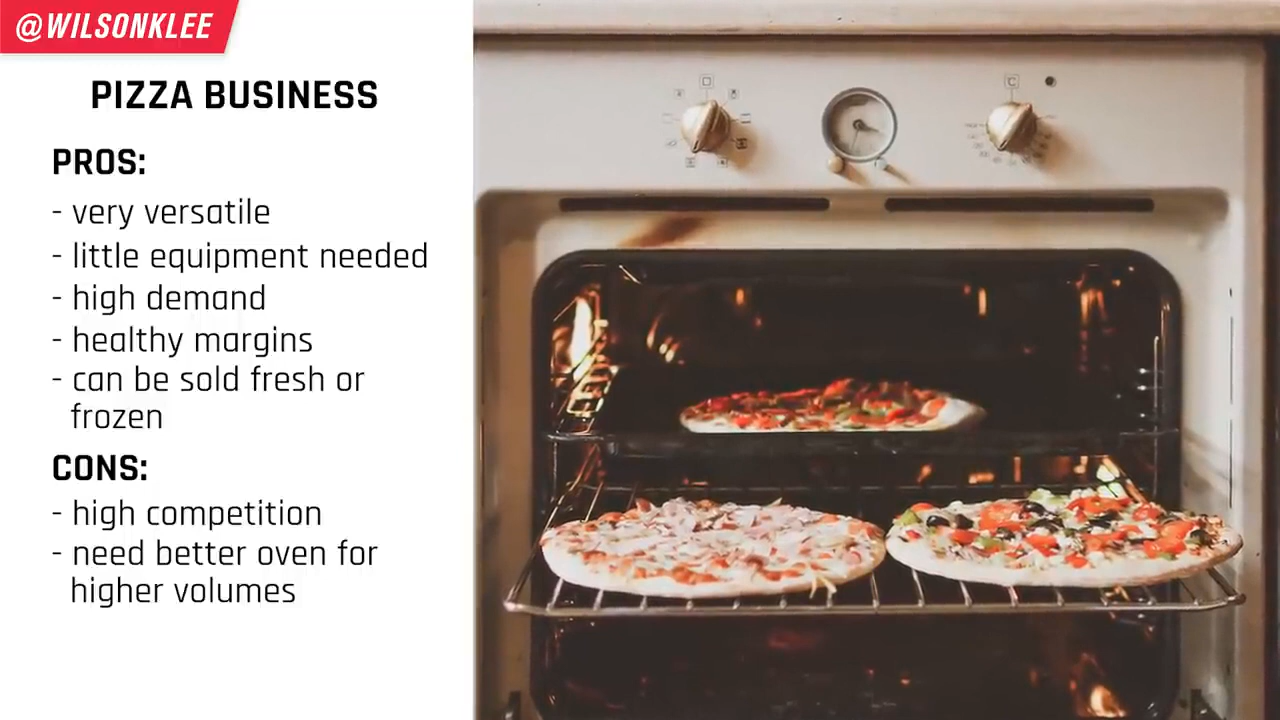 @WILSONKLEE
PIZZA BUSINESS
PROS:
- very versatile
- little equipment needed
- high demand
- healthy margins
- can be sold fresh or
frozen
CONS:
- high competition
- need better oven for
higher volumes